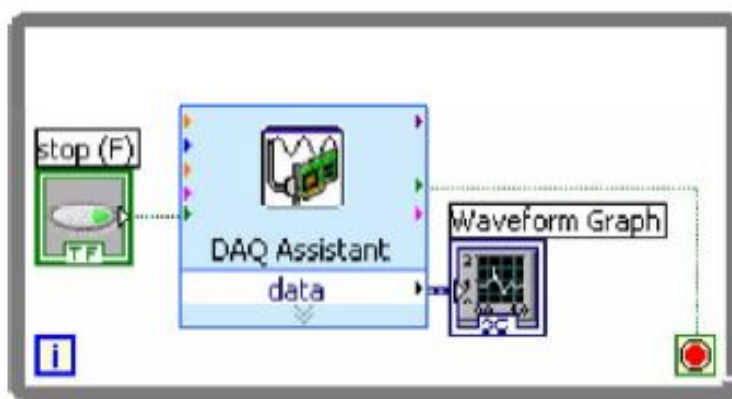 stop (F)
TF
DAQ Assistant
data
Waveform Graph
i